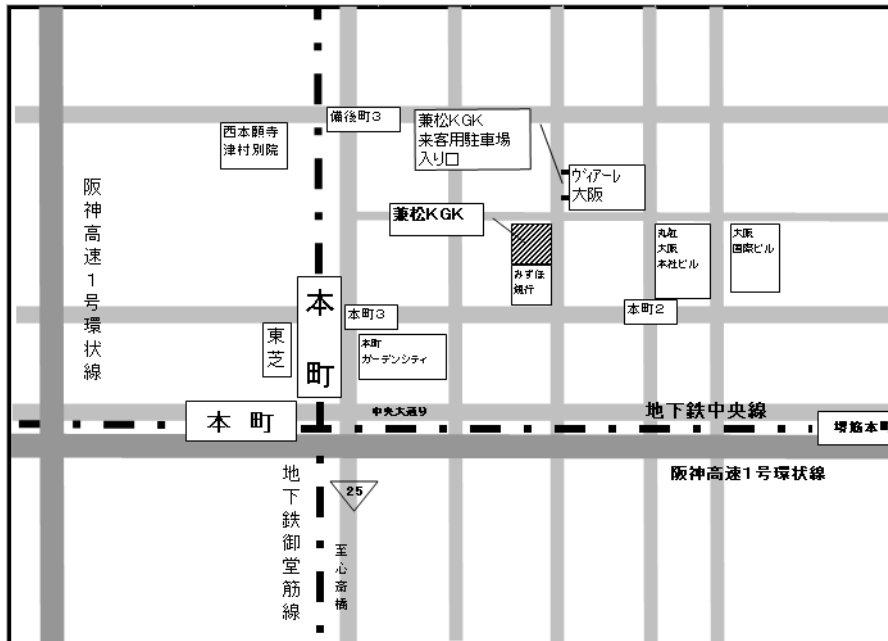 備後町3
兼松KGK
来客用駐車場
入り口
西本願寺
津村別院
ヴィアーレ
大阪
阪神高速1号環状線
兼松KGK
丸紅
大阪
本社ビル
大阪
国際ビル
みずほ
銀行
本町
本町3
本町2
東芝
本町
ガーデンシティ
本町
中央大通り
地下鉄中央線
堺筋本
阪神高速1号環状線
地下鉄御堂筋線
25
至心斎橋